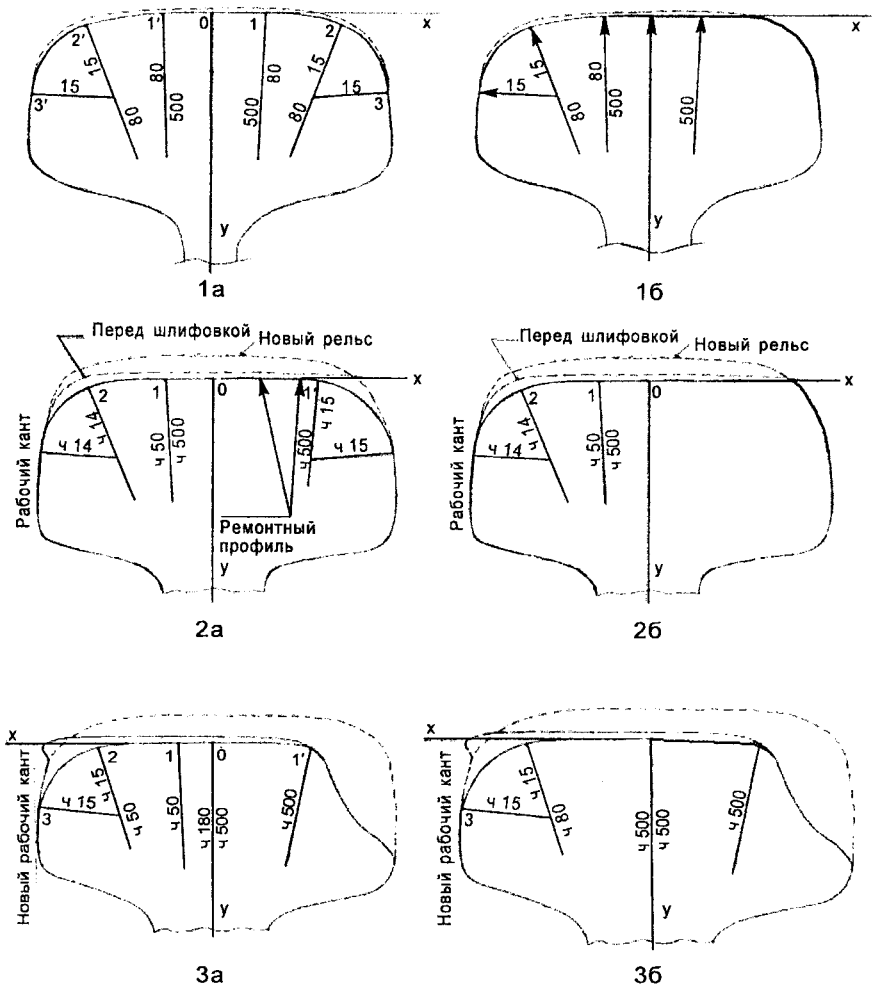 2' 1' 0 1 2 x
15 80 80 15
15 15
3' 80 500 500 80 3
y
1а
x
15 80
15 80 500 500
y
1б
Перед шлифовкой
Новый рельс
x
2 1 0 1'
ч 14 ч 50 ч 500 ч 500 ч 15
ч 14 ч 15
Рабочий кант
Ремонтный
профиль
y
2а
Перед шлифовкой
Новый рельс
x
2 1 0
ч 14 ч 50 ч 500
ч 14
Рабочий кант
y
2б
x
2 1 0 1'
ч 15 ч 15 ч 50 ч 50 ч 180 ч 500 ч 500
3
Новый рабочий кант
y
3а
x
ч 15 ч 15 ч 80 ч 500 ч 500 ч 500
3
Новый рабочий кант
y
3б